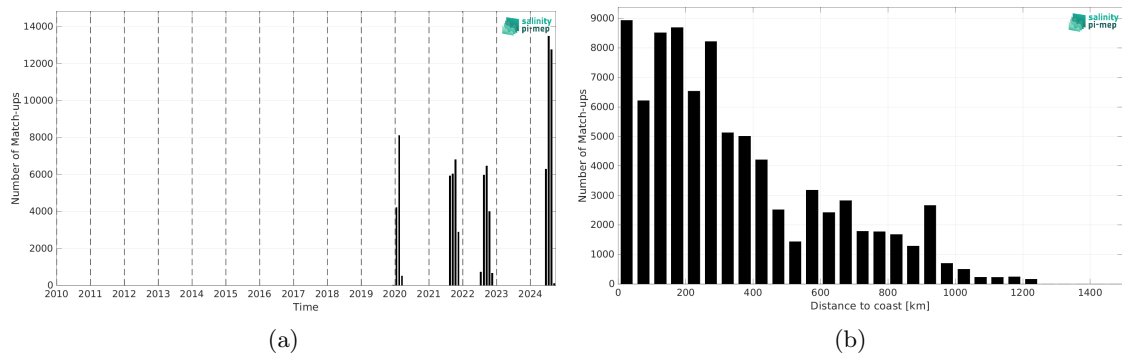 salinity
pi-mep
14000
12000
10000
8000
6000
4000
2000
0
Number of Match-ups
2010 2011 2012 2013 2014 2015 2016 2017 2018 2019 2020 2021 2022 2023 2024
Time
(a)
salinity
pi-mep
9000
8000
7000
6000
5000
4000
3000
2000
1000
0
Number of Match-ups
0 200 400 600 800 1000 1200 1400
Distance to coast [km]
(b)